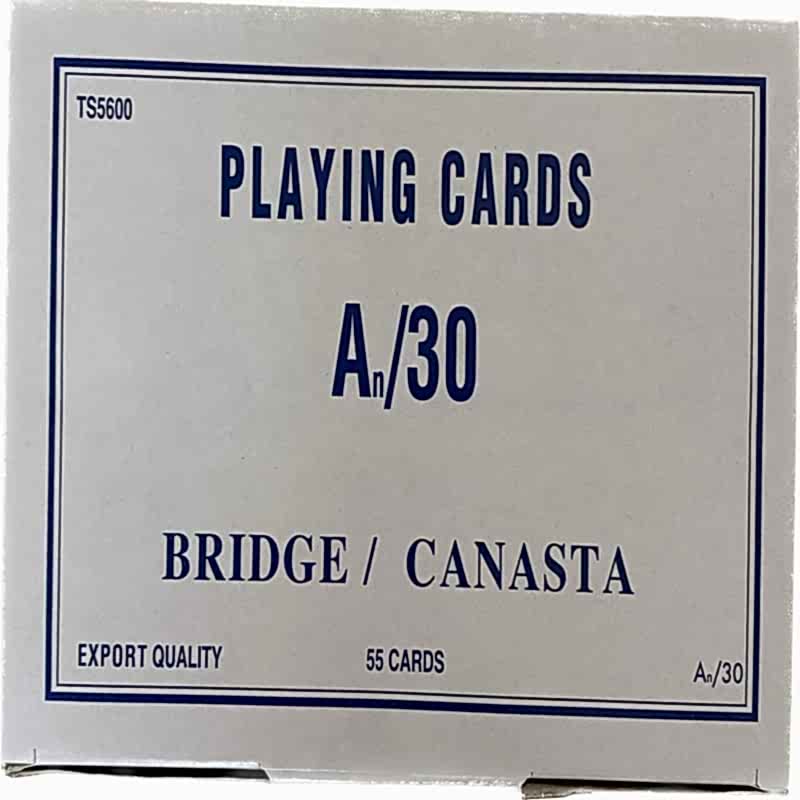 TS5600
PLAYING CARDS
An/30
BRIDGE / CANASTA
EXPORT QUALITY 55 CARDS An/30